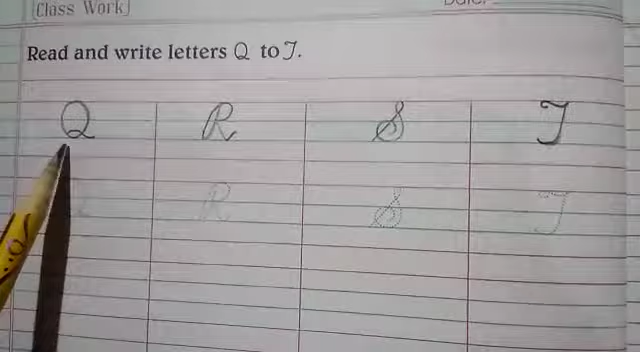 [Class Work]
Read and write letters Q to T.
Q R S T
R S T